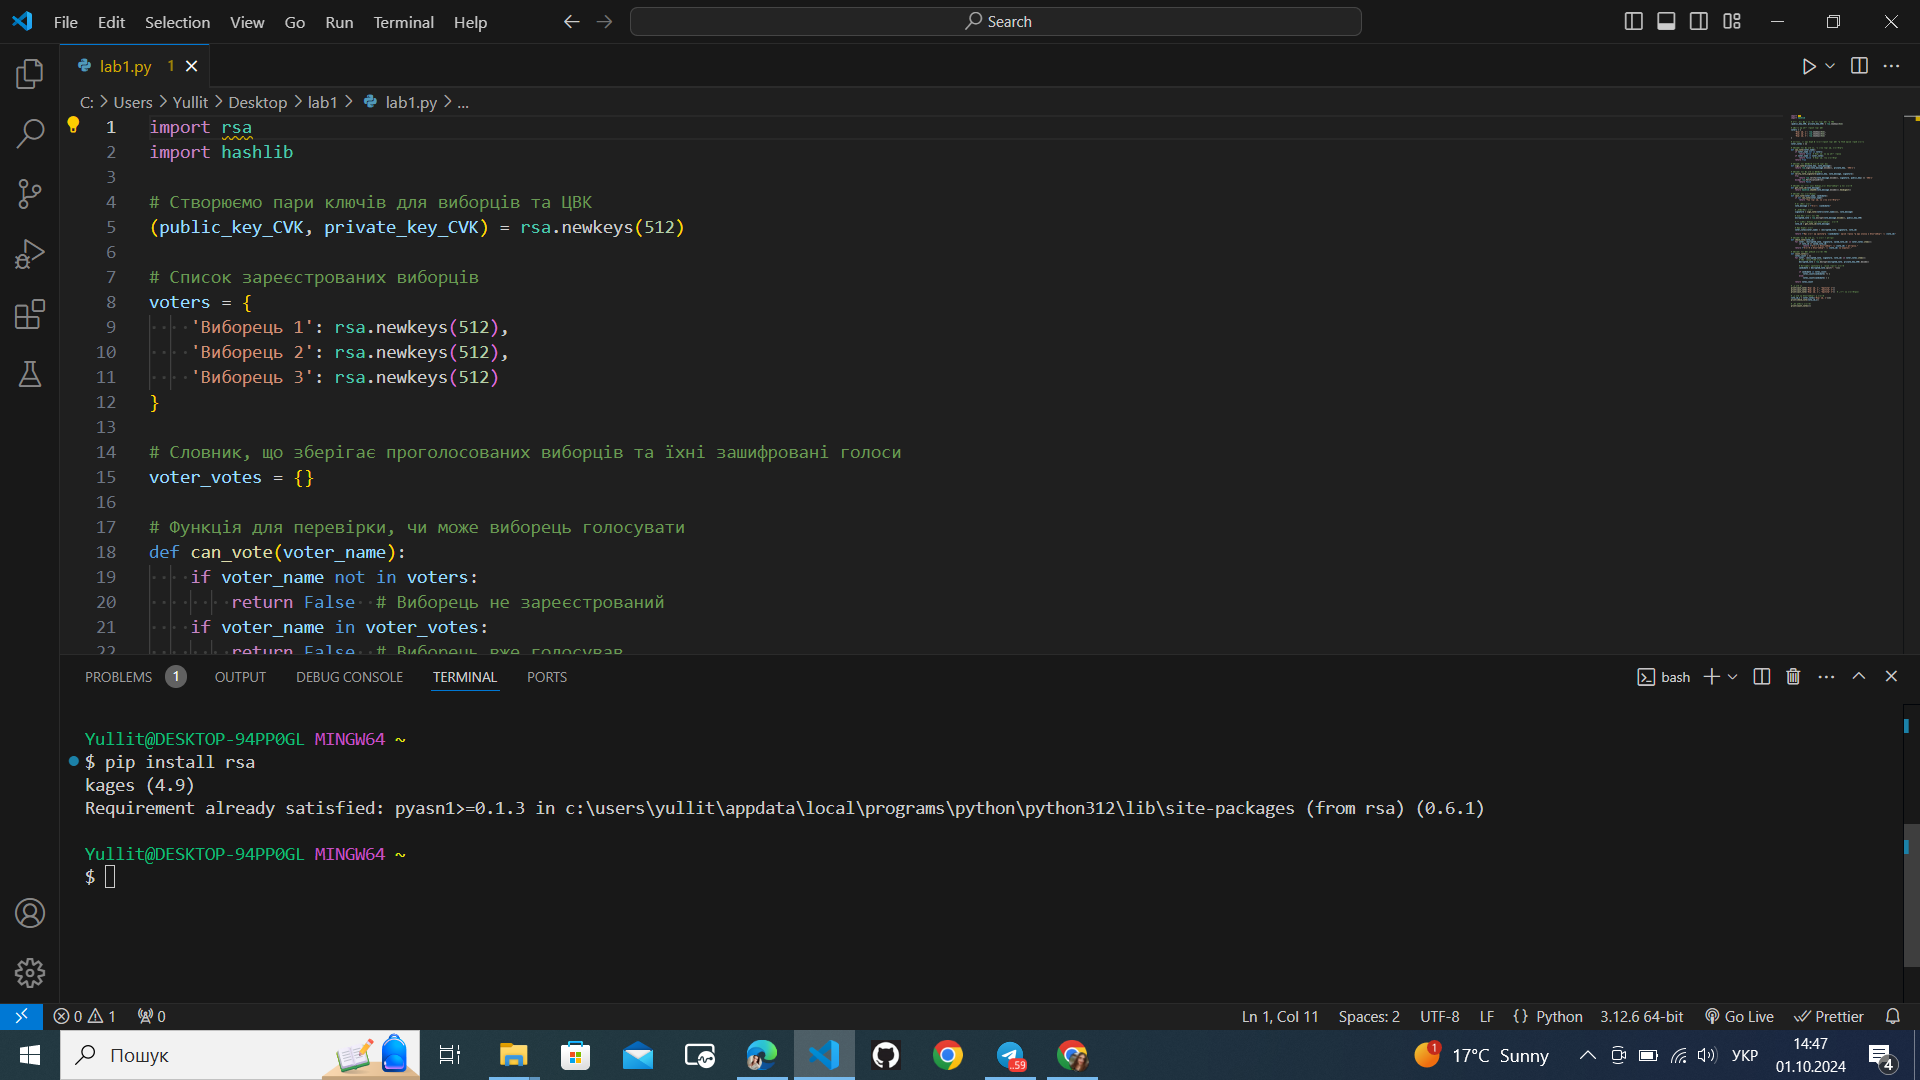 File Edit Selection View Go Run Terminal Help Search
lab1.py 1
C: > Users > Yullit > Desktop > lab1 > lab1.py > ...
1 import rsa
2 import hashlib
3
4 # Створюємо пари ключів для виборців та ЦВК
5 (public_key_CVK, private_key_CVK) = rsa.newkeys(512)
6
7 # Список зареєстрованих виборців
8 voters = {
9 'Виборець 1': rsa.newkeys(512),
10 'Виборець 2': rsa.newkeys(512),
11 'Виборець 3': rsa.newkeys(512)
12 }
13
14 # Словник, що зберігає проголосованих виборців та їхні зашифровані голоси
15 voter_votes = {}
16
17 # Функція для перевірки, чи може виборець голосувати
18 def can_vote(voter_name):
19 if voter_name not in voters:
20 return False # Виборець не зареєстрований
21 if voter_name in voter_votes:
22 return False # Виборець вже голосував
PROBLEMS 1 OUTPUT DEBUG CONSOLE TERMINAL PORTS bash
Yullit@DESKTOP-94PP0GL MINGW64 ~
$ pip install rsa
kages (4.9)
Requirement already satisfied: pyasn1>=0.1.3 in c:\users\yullit\appdata\local\programs\python\python312\lib\site-packages (from rsa) (0.6.1)
Yullit@DESKTOP-94PP0GL MINGW64 ~
$
0 1 0 Ln 1, Col 11 Spaces: 2 UTF-8 LF {} Python 3.12.6 64-bit Go Live Prettier
Пошук 59 1 17°C Sunny УКР 14:47 4
01.10.2024